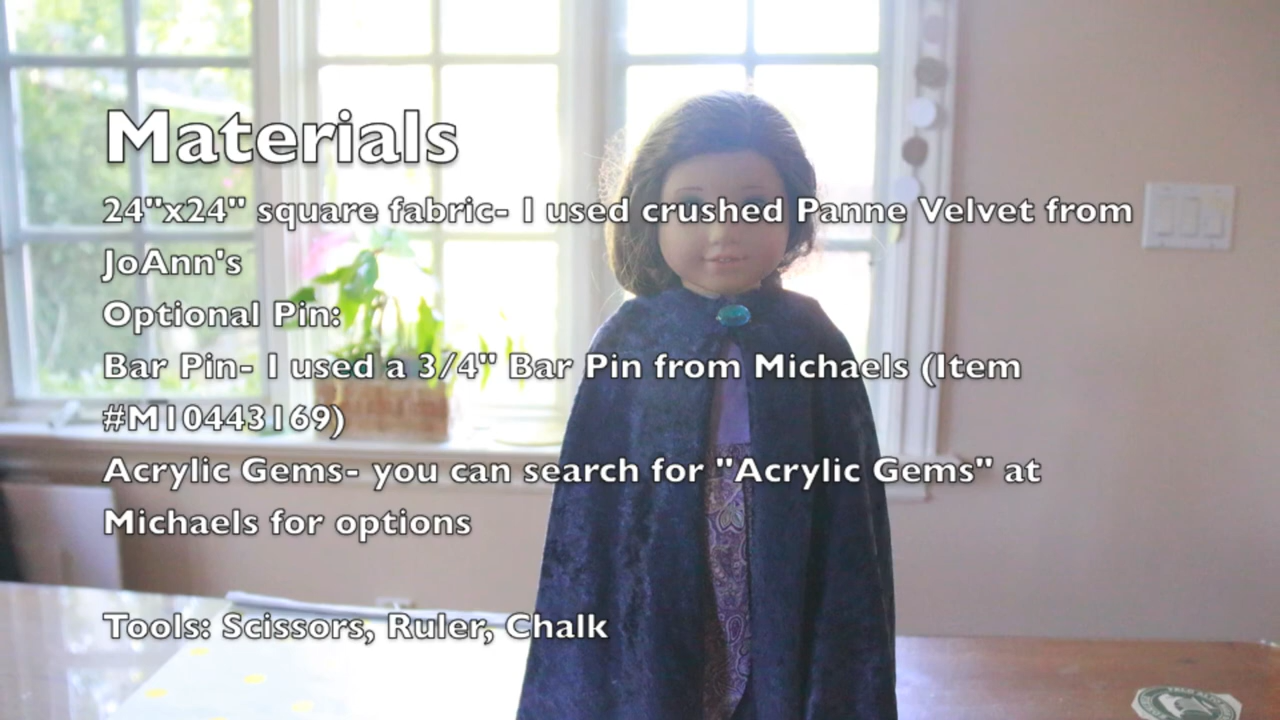 Materials
24"x24" square fabric- I used crushed Panne Velvet from
JoAnn's
Optional Pin:
Bar Pin- I used a 3/4" Bar Pin from Michaels (Item
#M10443169)
Acrylic Gems- you can search for "Acrylic Gems" at
Michaels for options
Tools: Scissors, Ruler, Chalk